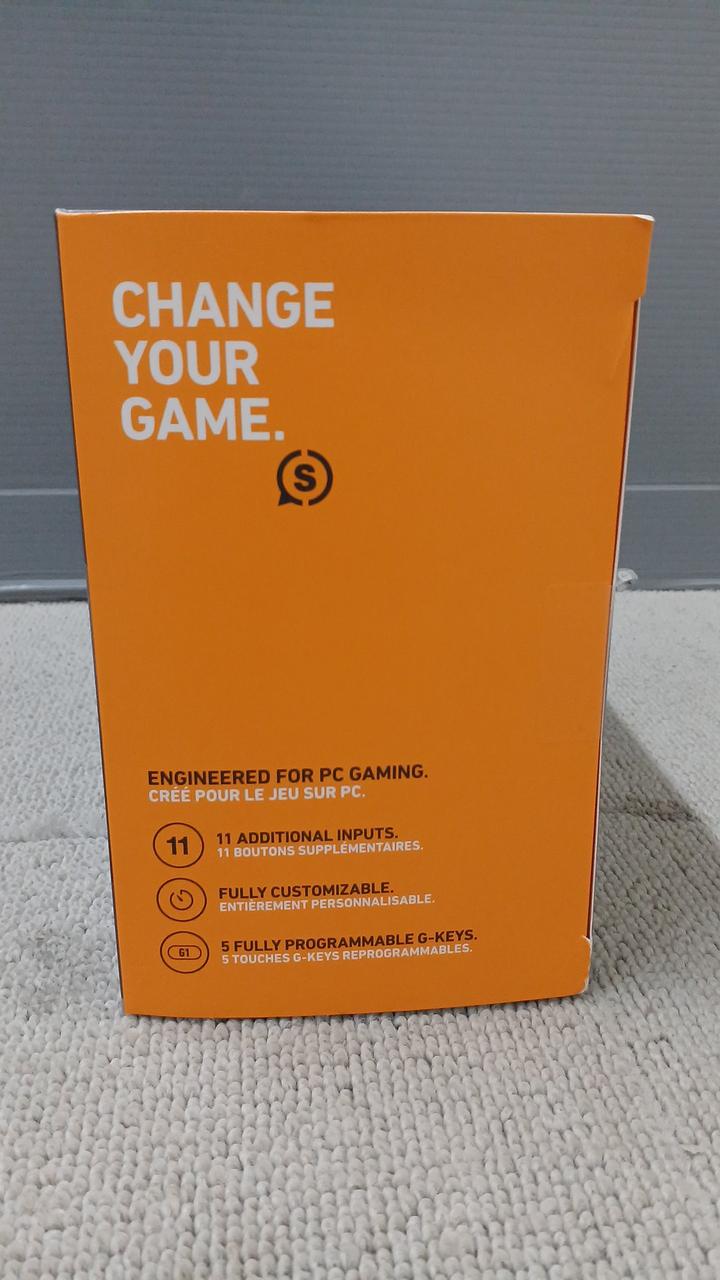 CHANGE
YOUR
GAME.
S
ENGINEERED FOR PC GAMING.
CRÉÉ POUR LE JEU SUR PC.
11
11 ADDITIONAL INPUTS.
11 BOUTONS SUPPLÉMENTAIRES.
FULLY CUSTOMIZABLE.
ENTIÈREMENT PERSONNALISABLE.
G1
5 FULLY PROGRAMMABLE G-KEYS.
5 TOUCHES G-KEYS REPROGRAMMABLES.